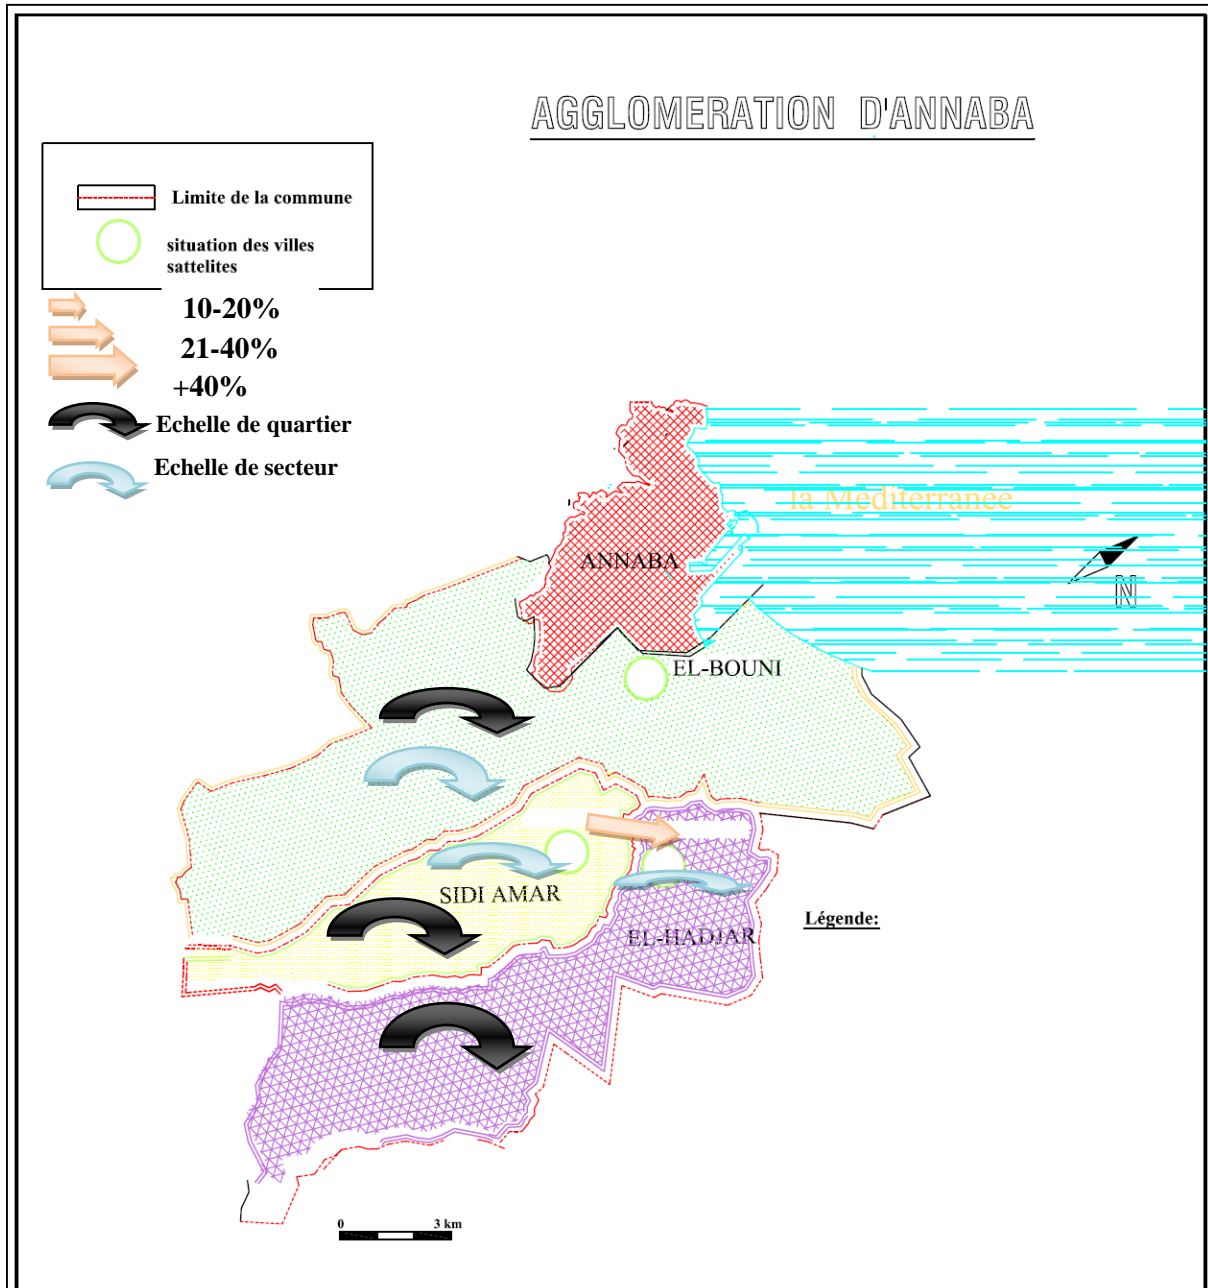 AGGLOMERATION D'ANNABA
Limite de la commune
situation des villes
sattelites
10-20%
21-40%
+40%
Echelle de quartier
Echelle de secteur
la Méditerranée
ANNABA
N
EL-BOUNI
SIDI AMAR
Légende:
EL-HADJAR
0 3 km